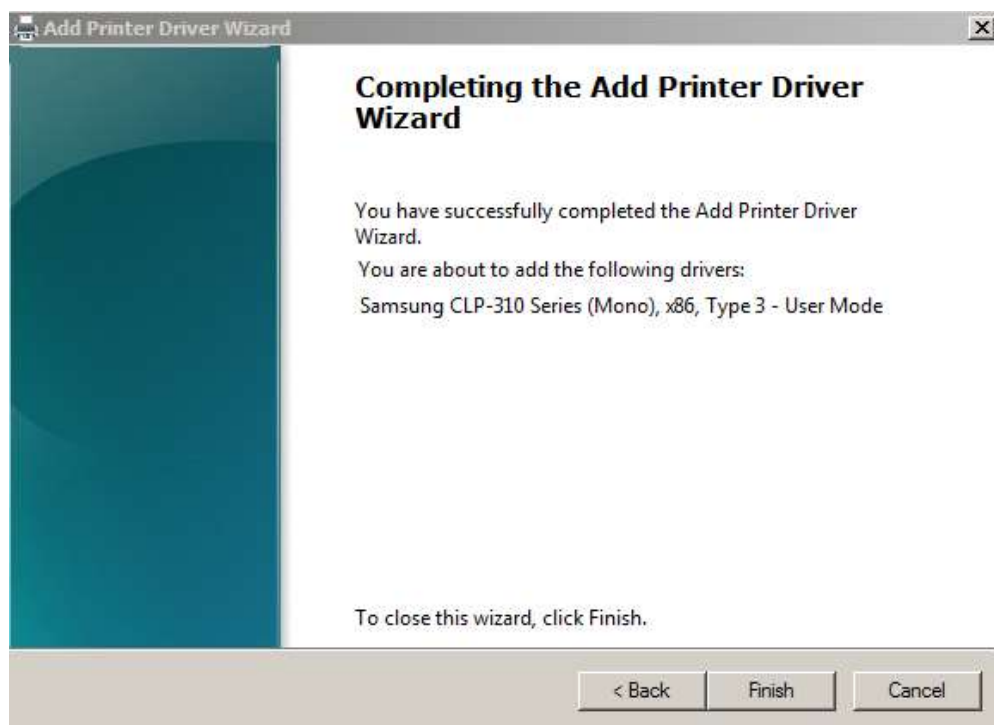 Add Printer Driver Wizard
Completing the Add Printer Driver
Wizard
You have successfully completed the Add Printer Driver
Wizard.
You are about to add the following drivers:
Samsung CLP-310 Series (Mono), x86, Type 3 - User Mode
To close this wizard, click Finish.
< Back Finish Cancel